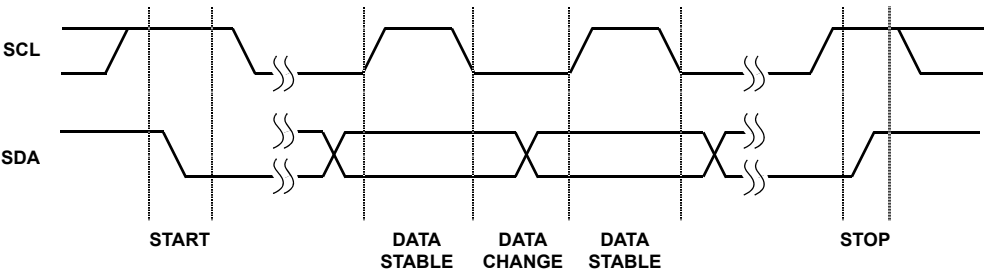 SCL
SDA
START
DATA STABLE
DATA CHANGE
DATA STABLE
STOP